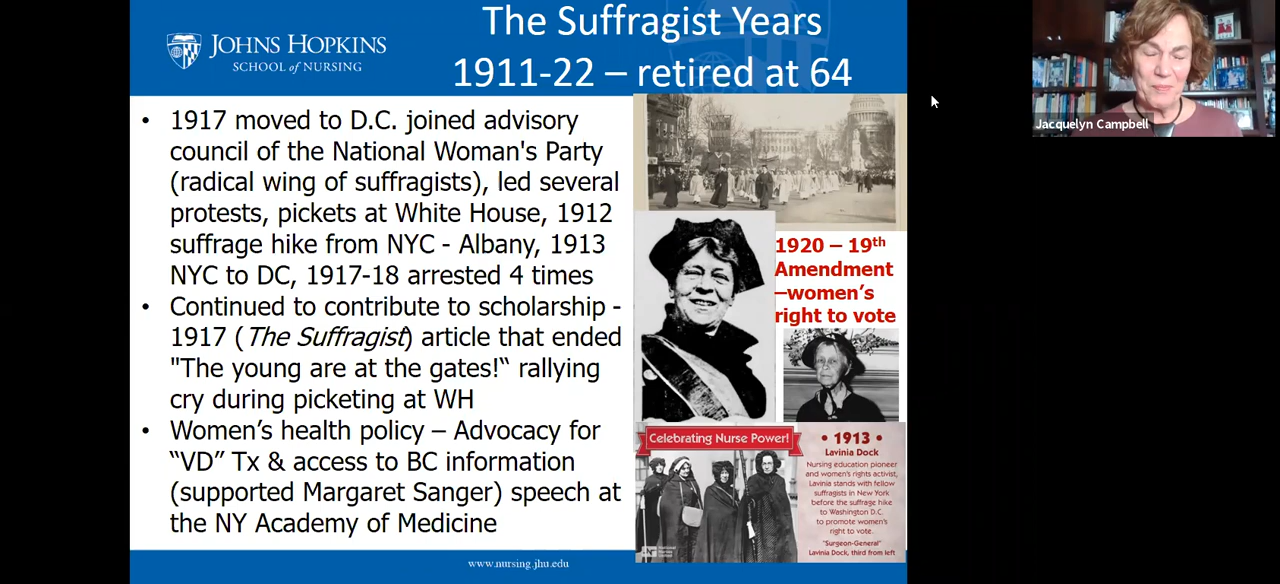 JOHNS HOPKINS
SCHOOL of NURSING
The Suffragist Years
1911-22 – retired at 64
• 1917 moved to D.C. joined advisory
council of the National Woman's Party
(radical wing of suffragists), led several
protests, pickets at White House, 1912
suffrage hike from NYC - Albany, 1913
NYC to DC, 1917-18 arrested 4 times
• Continued to contribute to scholarship -
1917 (The Suffragist) article that ended
"The young are at the gates!“ rallying
cry during picketing at WH
• Women’s health policy – Advocacy for
“VD” Tx & access to BC information
(supported Margaret Sanger) speech at
the NY Academy of Medicine
1920 – 19th
Amendment
–women’s
right to vote
Celebrating Nurse Power!
• 1913 •
Lavinia Dock
Nursing education pioneer
and women's rights activist,
Lavinia stands with fellow
suffragists in New York
before the suffrage hike
to Washington D.C.
to promote women's
right to vote.
"Surgeon-General"
Lavinia Dock, third from left
National
Nurses
United
www.nursing.jhu.edu
Jacquelyn Campbell